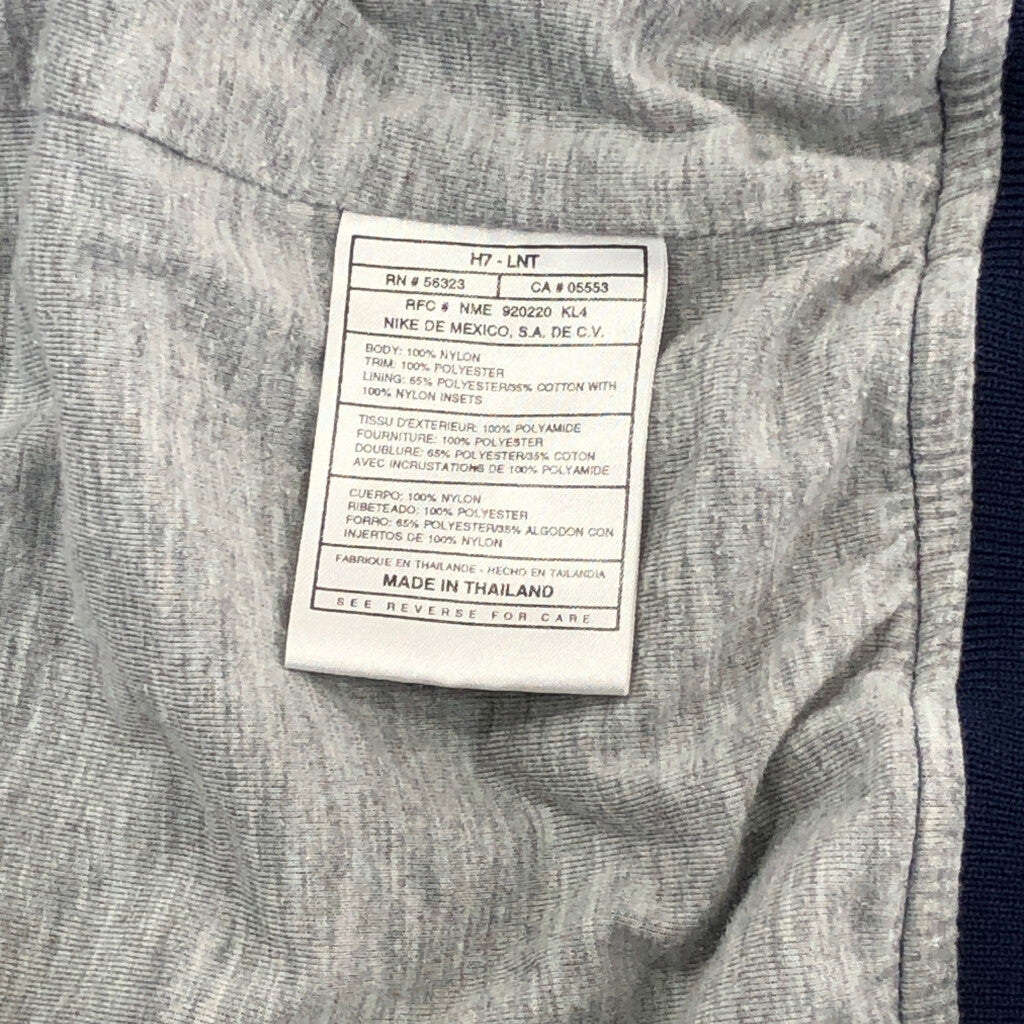 H7 - LNT
RN # 56323 CA # 05553
RFC # NME 920220 KL4
NIKE DE MEXICO, S.A. DE C.V.
BODY: 100% NYLON
TRIM: 100% POLYESTER
LINING: 65% POLYESTER/35% COTTON WITH
100% NYLON INSETS
TISSU D'EXTERIEUR: 100% POLYAMIDE
FOURNITURE: 100% POLYESTER
DOUBLURE: 65% POLYESTER/35% COTON
AVEC INCRUSTATIONS DE 100% POLYAMIDE
CUERPO: 100% NYLON
RIBETEADO: 100% POLYESTER
FORRO: 65% POLYESTER/35% ALGODON CON
INJERTOS DE 100% NYLON
FABRIQUE EN THAILANDE - HECHO EN TAILANDIA
MADE IN THAILAND
SEE REVERSE FOR CARE